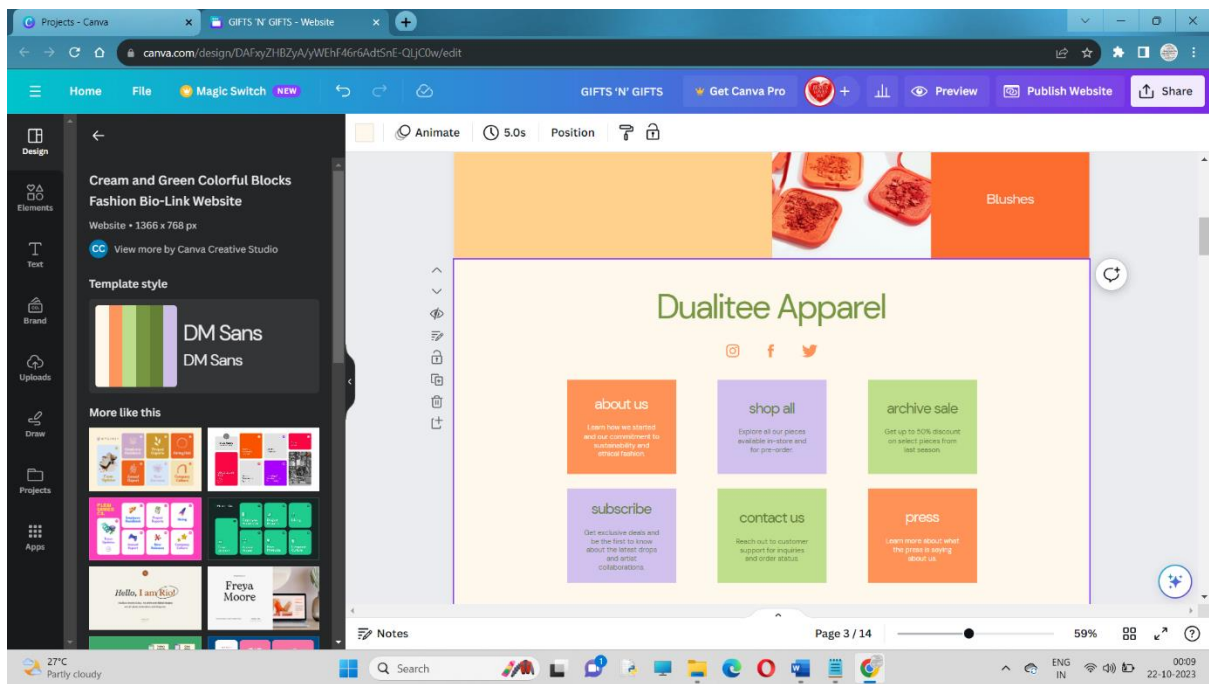 Projects - Canva
GIFTS 'N' GIFTS - Website
canva.com/design/DAFxyZHBZyA/yWEhF46r6AdtSnE-QLjC0w/edit
Home
File
Magic Switch
NEW
GIFTS 'N' GIFTS
Get Canva Pro
Preview
Publish Website
Share
Design
Elements
Text
Brand
Uploads
Draw
Projects
Apps
Cream and Green Colorful Blocks
Fashion Bio-Link Website
Website • 1366 x 768 px
CC
View more by Canva Creative Studio
Template style
DM Sans
DM Sans
More like this
Hello, I am Rio!
Freya
Moore
Animate
5.0s
Position
Blushes
Dualitee Apparel
about us
Learn how we started
and our commitment to
sustainability and
ethical fashion.
shop all
Explore all our pieces
available in-store and
for pre-order.
archive sale
Get up to 50% discount
on select pieces from
last season.
subscribe
Get exclusive deals and
be the first to know
about the latest drops
and artist
collaborations.
contact us
Reach out to customer
support for inquiries
and order status.
press
Learn more about what
the press is saying
about us.
Notes
Page 3 / 14
59%
27°C
Partly cloudy
Search
ENG
IN
00:09
22-10-2023